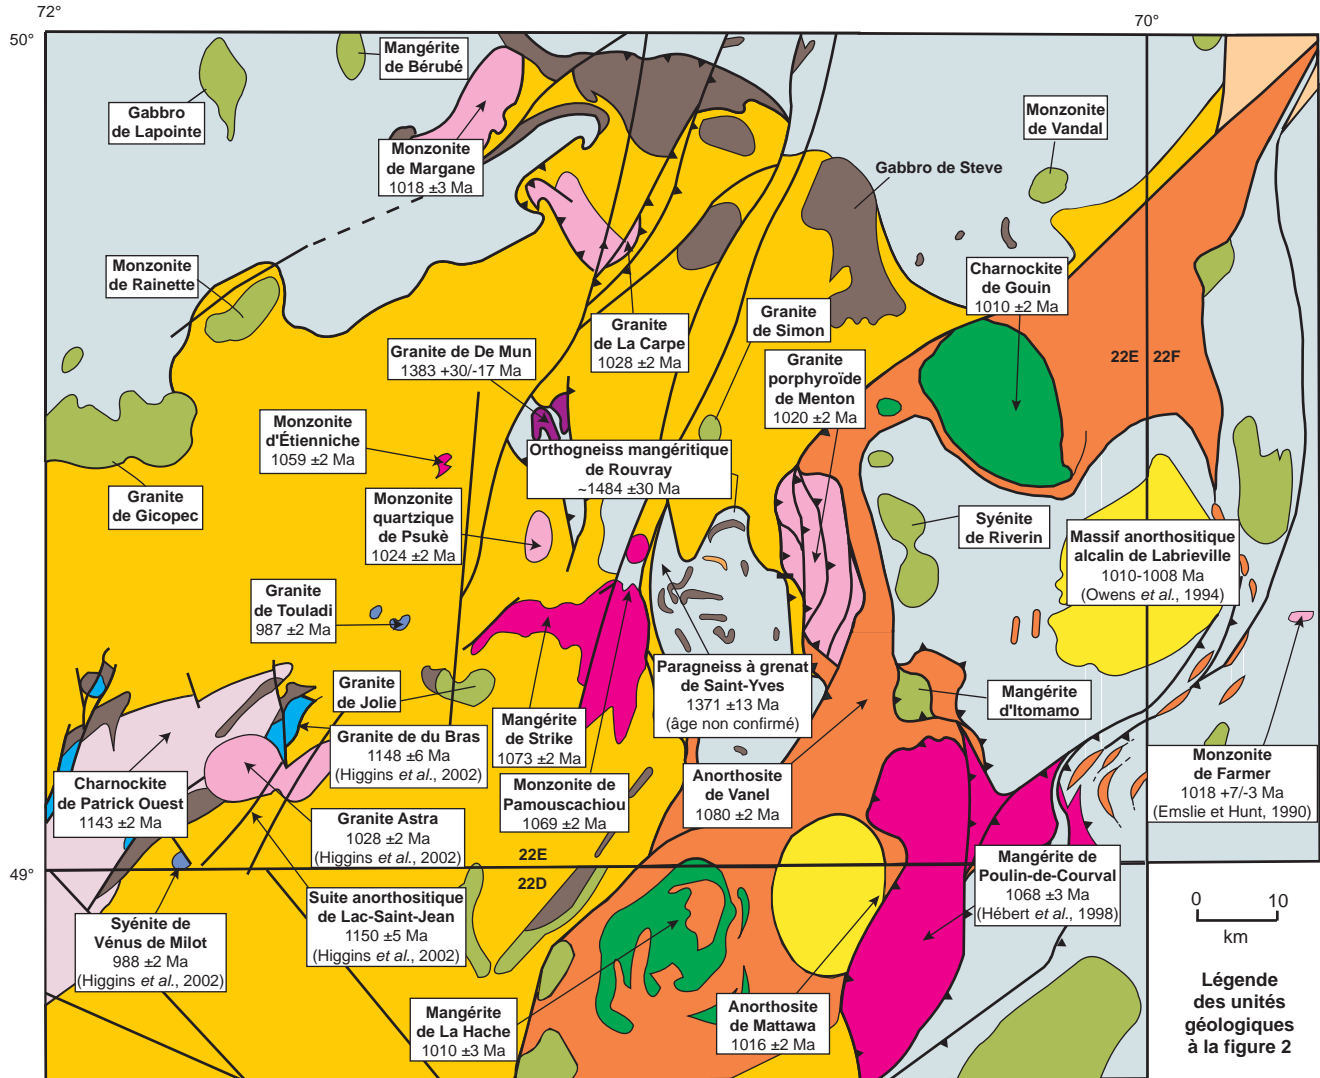 72°
70°
50°
Mangérite
de Bérubé
Gabbro
de Lapointe
Monzonite
de Margane
1018 ±3 Ma
Monzonite
de Vandal
Gabbro de Steve
Monzonite
de Rainette
Charnockite
de Gouin
1010 ±2 Ma
Granite
de La Carpe
1028 ±2 Ma
Granite
de Simon
Granite de De Mun
1383 +30/-17 Ma
Granite
porphyroïde
de Menton
1020 ±2 Ma
22E
22F
Monzonite
d'Étienniche
1059 ±2 Ma
Orthogneiss mangéritique
de Rouvray
~1484 ±30 Ma
Granite
de Gicopec
Monzonite
quartzique
de Psukè
1024 ±2 Ma
Syénite
de Riverin
Massif anorthositique
alcalin de Labrieville
1010-1008 Ma
(Owens et al., 1994)
Granite
de Touladi
987 ±2 Ma
Paragneiss à grenat
de Saint-Yves
1371 ±13 Ma
(âge non confirmé)
Granite
de Jolie
Mangérite
d'Itomamo
Mangérite
de Strike
1073 ±2 Ma
Granite de du Bras
1148 ±6 Ma
(Higgins et al., 2002)
Monzonite
de Farmer
1018 +7/-3 Ma
(Emslie et Hunt, 1990)
Charnockite
de Patrick Ouest
1143 ±2 Ma
Monzonite de
Pamouscachiou
1069 ±2 Ma
Anorthosite
de Vanel
1080 ±2 Ma
Granite Astra
1028 ±2 Ma
(Higgins et al., 2002)
22E
49°
22D
Mangérite de
Poulin-de-Courval
1068 ±3 Ma
(Hébert et al., 1998)
Suite anorthositique
de Lac-Saint-Jean
1150 ±5 Ma
(Higgins et al., 2002)
Syénite de
Vénus de Milot
988 ±2 Ma
(Higgins et al., 2002)
0
10
km
Mangérite
de La Hache
1010 ±3 Ma
Anorthosite
de Mattawa
1016 ±2 Ma
Légende
des unités
géologiques
à la figure 2